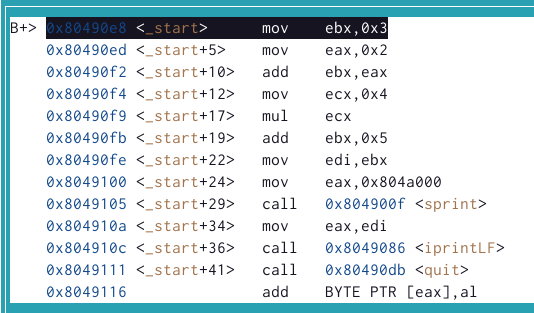 B+> 0x80490e8 <_start> mov ebx,0x3
0x80490ed <_start+5> mov eax,0x2
0x80490f2 <_start+10> add ebx,eax
0x80490f4 <_start+12> mov ecx,0x4
0x80490f9 <_start+17> mul ecx
0x80490fb <_start+19> add ebx,0x5
0x80490fe <_start+22> mov edi,ebx
0x8049100 <_start+24> mov eax,0x804a000
0x8049105 <_start+29> call 0x804900f <sprint>
0x804910a <_start+34> mov eax,edi
0x804910c <_start+36> call 0x8049086 <iprintLF>
0x8049111 <_start+41> call 0x80490db <quit>
0x8049116 add BYTE PTR [eax],al